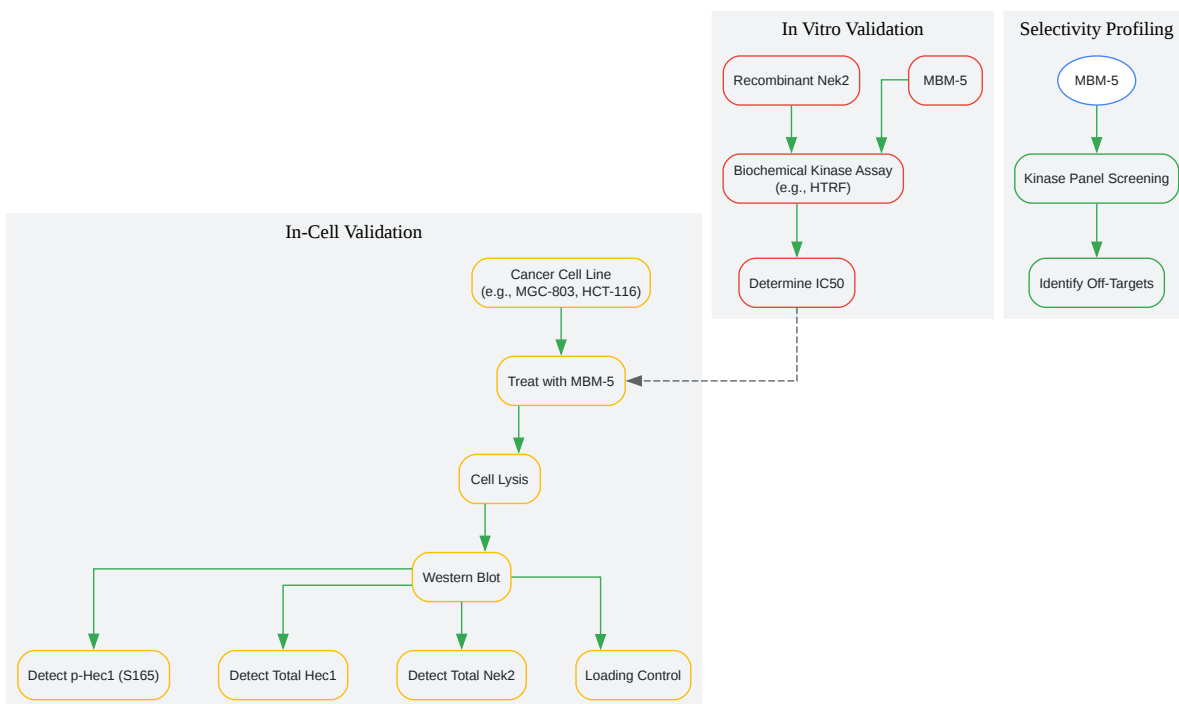 In Vitro Validation
Selectivity Profiling
Recombinant Nek2
MBM-5
MBM-5
Biochemical Kinase Assay
(e.g., HTRF)
Kinase Panel Screening
In-Cell Validation
Cancer Cell Line
(e.g., MGC-803, HCT-116)
Determine IC50
Identify Off-Targets
Treat with MBM-5
Cell Lysis
Western Blot
Detect p-Hec1 (S165)
Detect Total Hec1
Detect Total Nek2
Loading Control